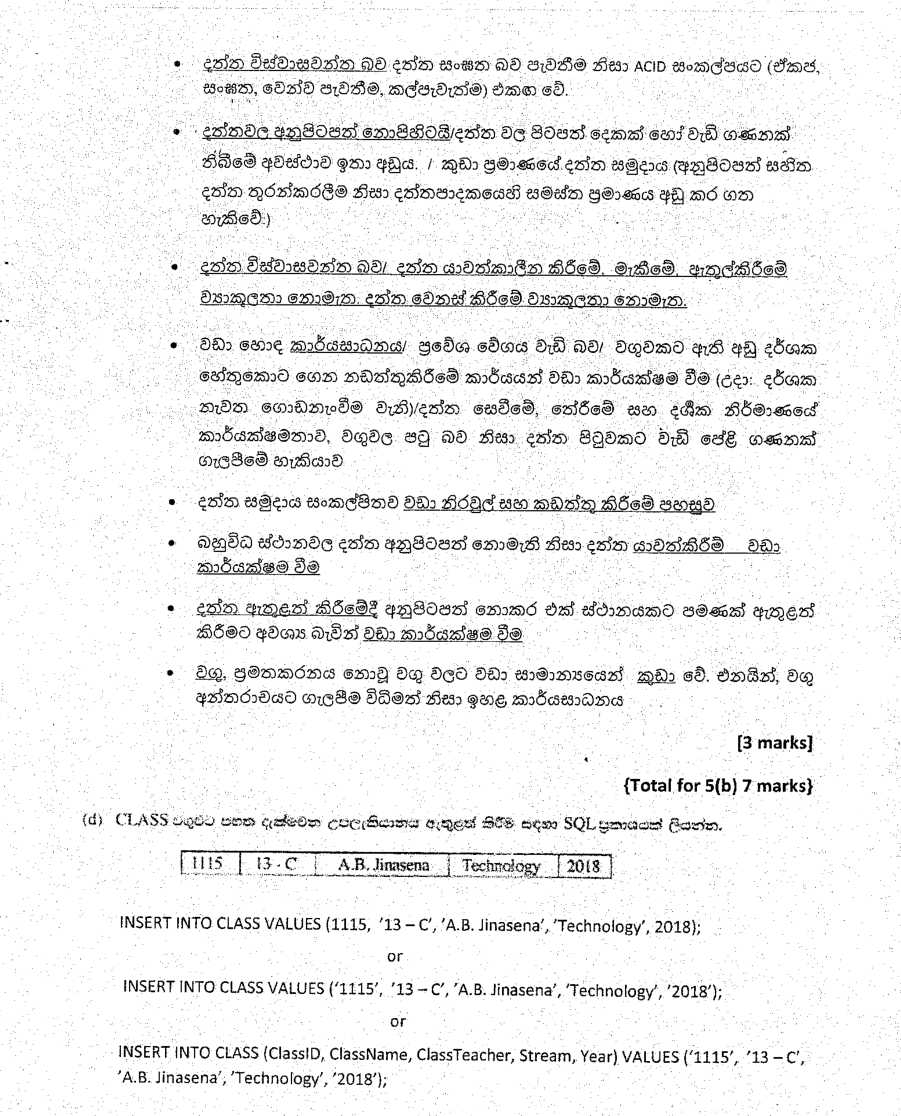 • දත්ත විස්වාසවන්ත බව දත්ත සංඝත බව පැවතීම නිසා ACID සංකල්පයට (ඒකජ,
සංඝත, වෙන්ව පැවතීම, කල්පැවැත්ම) එකඟ වේ.
• දත්තවල අනුපිටපත් නොපිහිටයි/දත්ත වල පිටපත් දෙකක් හෝ වැඩි ගණනක්
තිබීමේ අවස්ථාව ඉතා අඩුය. / කුඩා ප්‍රමාණයේ දත්ත සමුදාය (අනුපිටපත් සහිත
දත්ත තුරන්කරලීම නිසා දත්තපාදකයෙහි සමස්ත ප්‍රමාණය අඩු කර ගත
හැකිවේ.)
• දත්ත විස්වාසවන්ත බව/ දත්ත යාවත්කාලීන කිරීමේ, මැකීමේ, ඇතුල්කිරීමේ
ව්‍යාකූලතා නොමැත. දත්ත වෙනස් කිරීමේ ව්‍යාකූලතා නොමැත.
• වඩා හොඳ කාර්යසාධනය/ ප්‍රවේශ වේගය වැඩි බව/ වගුවකට ඇති අඩු දර්ශක
හේතුකොට ගෙන නඩත්තුකිරීමේ කාර්යයන් වඩා කාර්යක්ෂම වීම (උදා: දර්ශක
නැවත ගොඩනැංවීම වැනි)/දත්ත සෙවීමේ, තේරීමේ සහ දර්ශක නිර්මාණයේ
කාර්යක්ෂමතාව, වගුවල පටු බව නිසා දත්ත පිටුවකට වැඩි පේළි ගණනක්
ගැලපීමේ හැකියාව
• දත්ත සමුදාය සංකල්පිතව වඩා නිරවුල් සහ කඩත්තු කිරීමේ පහසුව
• බහුවිධ ස්ථානවල දත්ත අනුපිටපත් නොමැති නිසා දත්ත යාවත්කිරීම් වඩා
කාර්යක්ෂම වීම
• දත්ත ඇතුළත් කිරීමේදී අනුපිටපත් නොකර එක් ස්ථානයකට පමණක් ඇතුළත්
කිරීමට අවශ්‍ය බැවින් වඩා කාර්යක්ෂම වීම
• වගු, ප්‍රමතකරනය නොවූ වගු වලට වඩා සාමාන්‍යයෙන් කුඩා වේ. එනයින්, වගු
අන්තරාචයට ගැලපීම විධිමත් නිසා ඉහළ කාර්යසාධනය
[3 marks]
{Total for 5(b) 7 marks}
(d) CLASS වගුවට පහත දැක්වෙන උපලැකියානය ඇතුළත් කිරීම සඳහා SQL ප්‍රකාශයක් ලියන්න.
1115 13 - C A.B. Jinasena Technology 2018
INSERT INTO CLASS VALUES (1115, '13 – C', 'A.B. Jinasena', 'Technology', 2018);
or
INSERT INTO CLASS VALUES ('1115', '13 – C', 'A.B. Jinasena', 'Technology', '2018');
or
INSERT INTO CLASS (ClassID, ClassName, ClassTeacher, Stream, Year) VALUES ('1115', '13 – C',
'A.B. Jinasena', 'Technology', '2018');